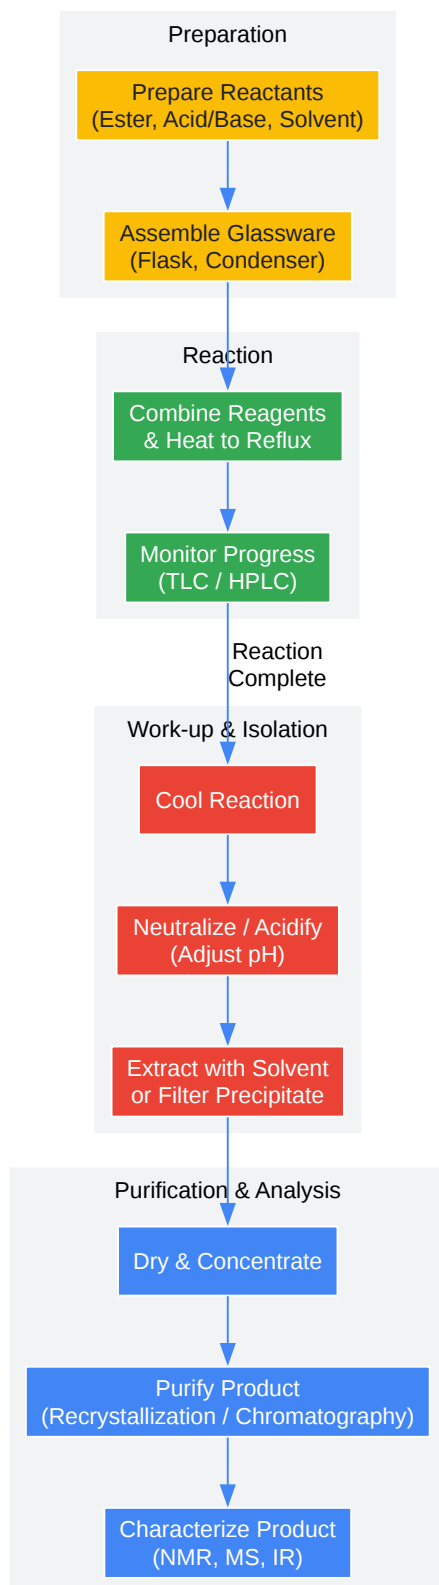 Preparation
Prepare Reactants
(Ester, Acid/Base, Solvent)
Assemble Glassware
(Flask, Condenser)
Reaction
Combine Reagents
& Heat to Reflux
Monitor Progress
(TLC / HPLC)
Reaction
Complete
Work-up & Isolation
Cool Reaction
Neutralize / Acidify
(Adjust pH)
Extract with Solvent
or Filter Precipitate
Purification & Analysis
Dry & Concentrate
Purify Product
(Recrystallization / Chromatography)
Characterize Product
(NMR, MS, IR)